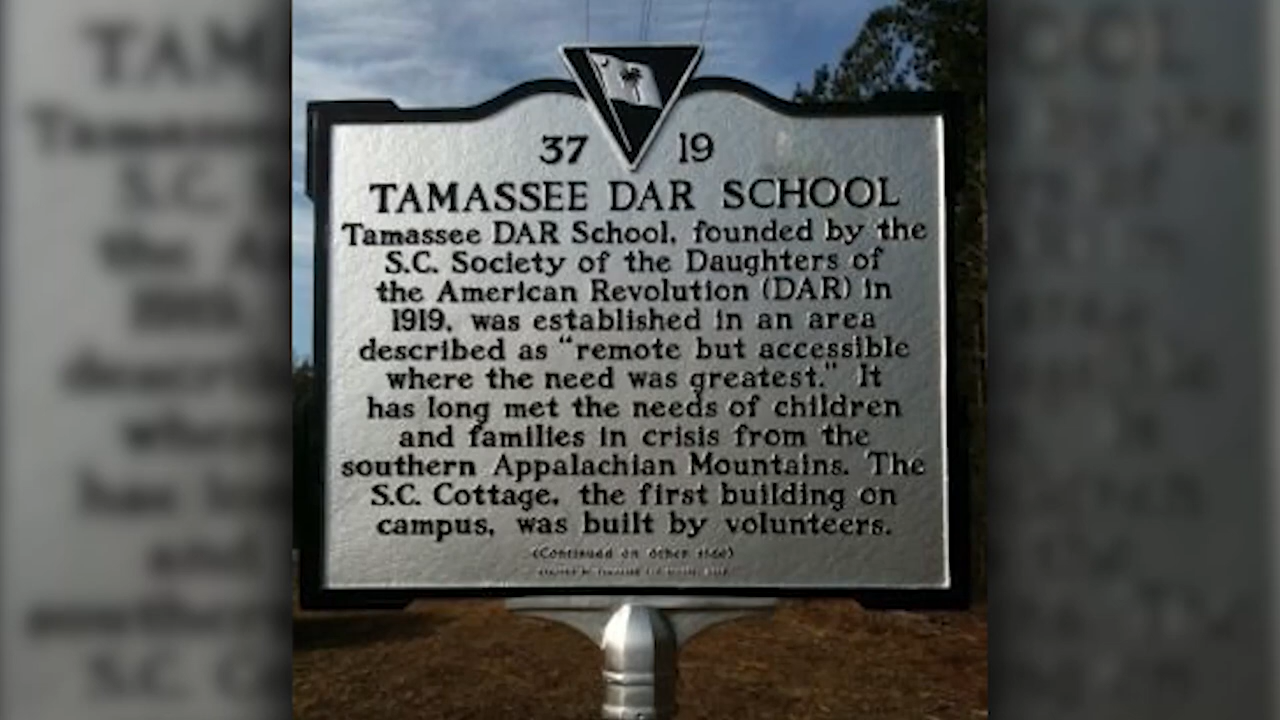 37 19
TAMASSEE DAR SCHOOL
Tamassee DAR School, founded by the
S.C. Society of the Daughters of
the American Revolution (DAR) in
1919, was established in an area
described as “remote but accessible
where the need was greatest.” It
has long met the needs of children
and families in crisis from the
southern Appalachian Mountains. The
S.C. Cottage, the first building on
campus, was built by volunteers.
(Continued on other side)